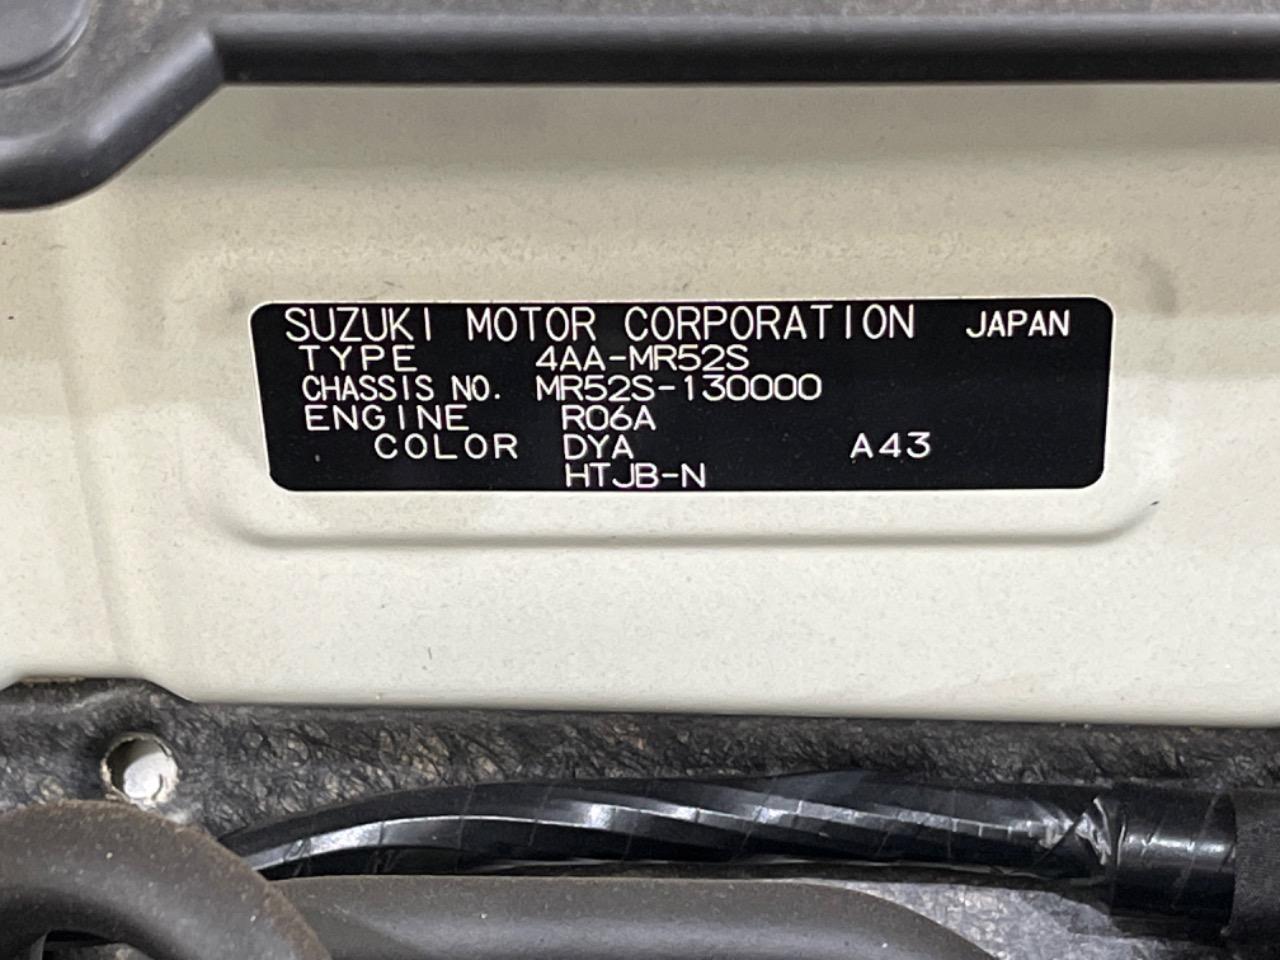 SUZUKI MOTOR CORPORATION JAPAN
TYPE 4AA-MR52S
CHASSIS NO. MR52S-130000
ENGINE R06A
COLOR DYA A43
HTJB-N